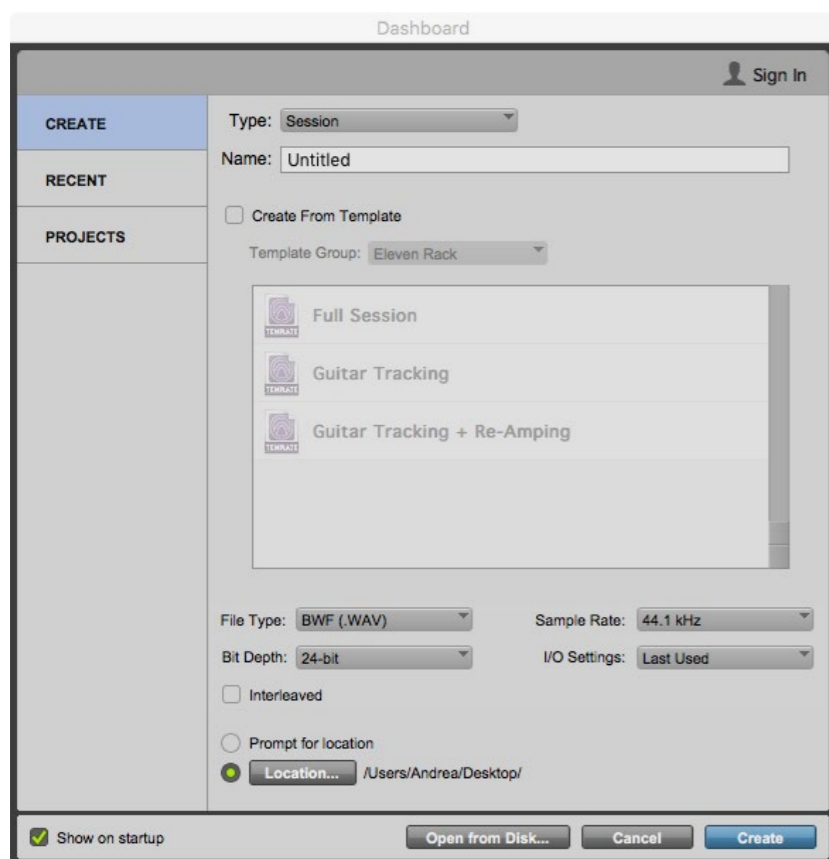 Dashboard
Sign In
CREATE
RECENT
PROJECTS
Type: Session
Name: Untitled
Create From Template
Template Group: Eleven Rack
TEMPLATE
Full Session
TEMPLATE
Guitar Tracking
TEMPLATE
Guitar Tracking + Re-Amping
File Type: BWF (.WAV) Sample Rate: 44.1 kHz
Bit Depth: 24-bit I/O Settings: Last Used
Interleaved
Prompt for location
Location... /Users/Andrea/Desktop/
Show on startup Open from Disk... Cancel Create